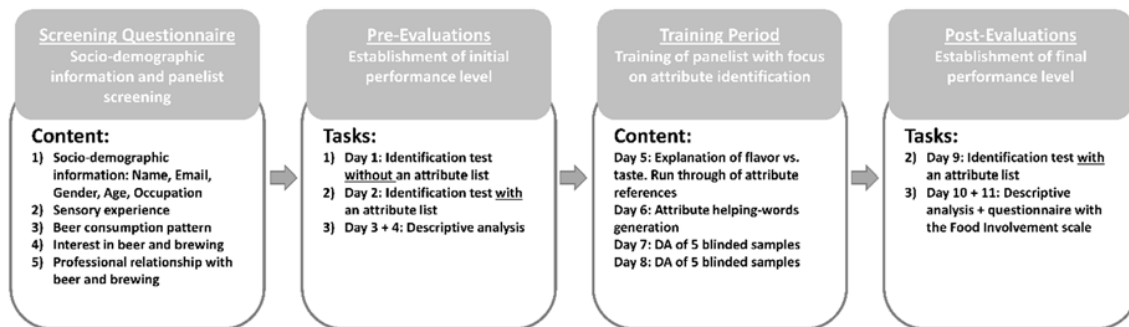 Screening Questionnaire
Socio-demographic
information and panelist
screening
Content:
1) Socio-demographic
information: Name, Email,
Gender, Age, Occupation
2) Sensory experience
3) Beer consumption pattern
4) Interest in beer and brewing
5) Professional relationship with
beer and brewing
Pre-Evaluations
Establishment of initial
performance level
Tasks:
1) Day 1: Identification test
without an attribute list
2) Day 2: Identification test with
an attribute list
3) Day 3 + 4: Descriptive analysis
Training Period
Training of panelist with focus
on attribute identification
Content:
Day 5: Explanation of flavor vs.
taste. Run through of attribute
references
Day 6: Attribute helping-words
generation
Day 7: DA of 5 blinded samples
Day 8: DA of 5 blinded samples
Post-Evaluations
Establishment of final
performance level
Tasks:
2) Day 9: Identification test with
an attribute list
3) Day 10 + 11: Descriptive
analysis + questionnaire with
the Food Involvement scale